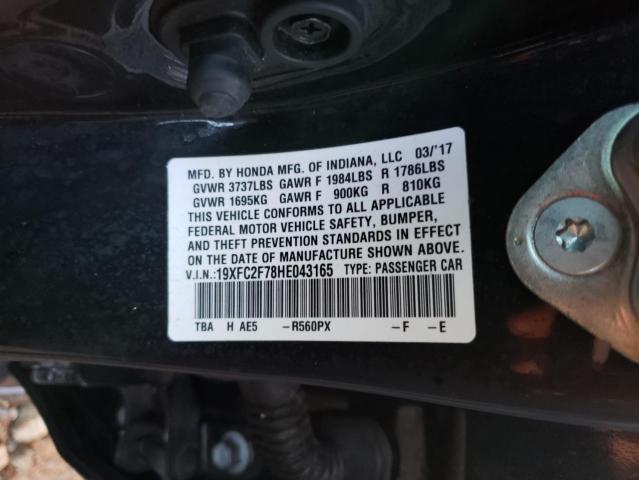 MFD. BY HONDA MFG. OF INDIANA, LLC 03/'17
GVWR 3737LBS GAWR F 1984LBS R 1786LBS
GVWR 1695KG GAWR F 900KG R 810KG
THIS VEHICLE CONFORMS TO ALL APPLICABLE
FEDERAL MOTOR VEHICLE SAFETY, BUMPER,
AND THEFT PREVENTION STANDARDS IN EFFECT
ON THE DATE OF MANUFACTURE SHOWN ABOVE.
V.I.N.:19XFC2F78HE043165 TYPE: PASSENGER CAR
TBA H AE5 -R560PX -F -E